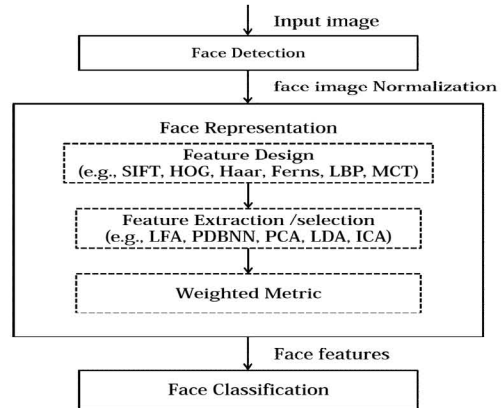 Input image
Face Detection
face image Normalization
Face Representation
Feature Design
(e.g., SIFT, HOG, Haar, Ferns, LBP, MCT)
Feature Extraction /selection
(e.g., LFA, PDBNN, PCA, LDA, ICA)
Weighted Metric
Face features
Face Classification